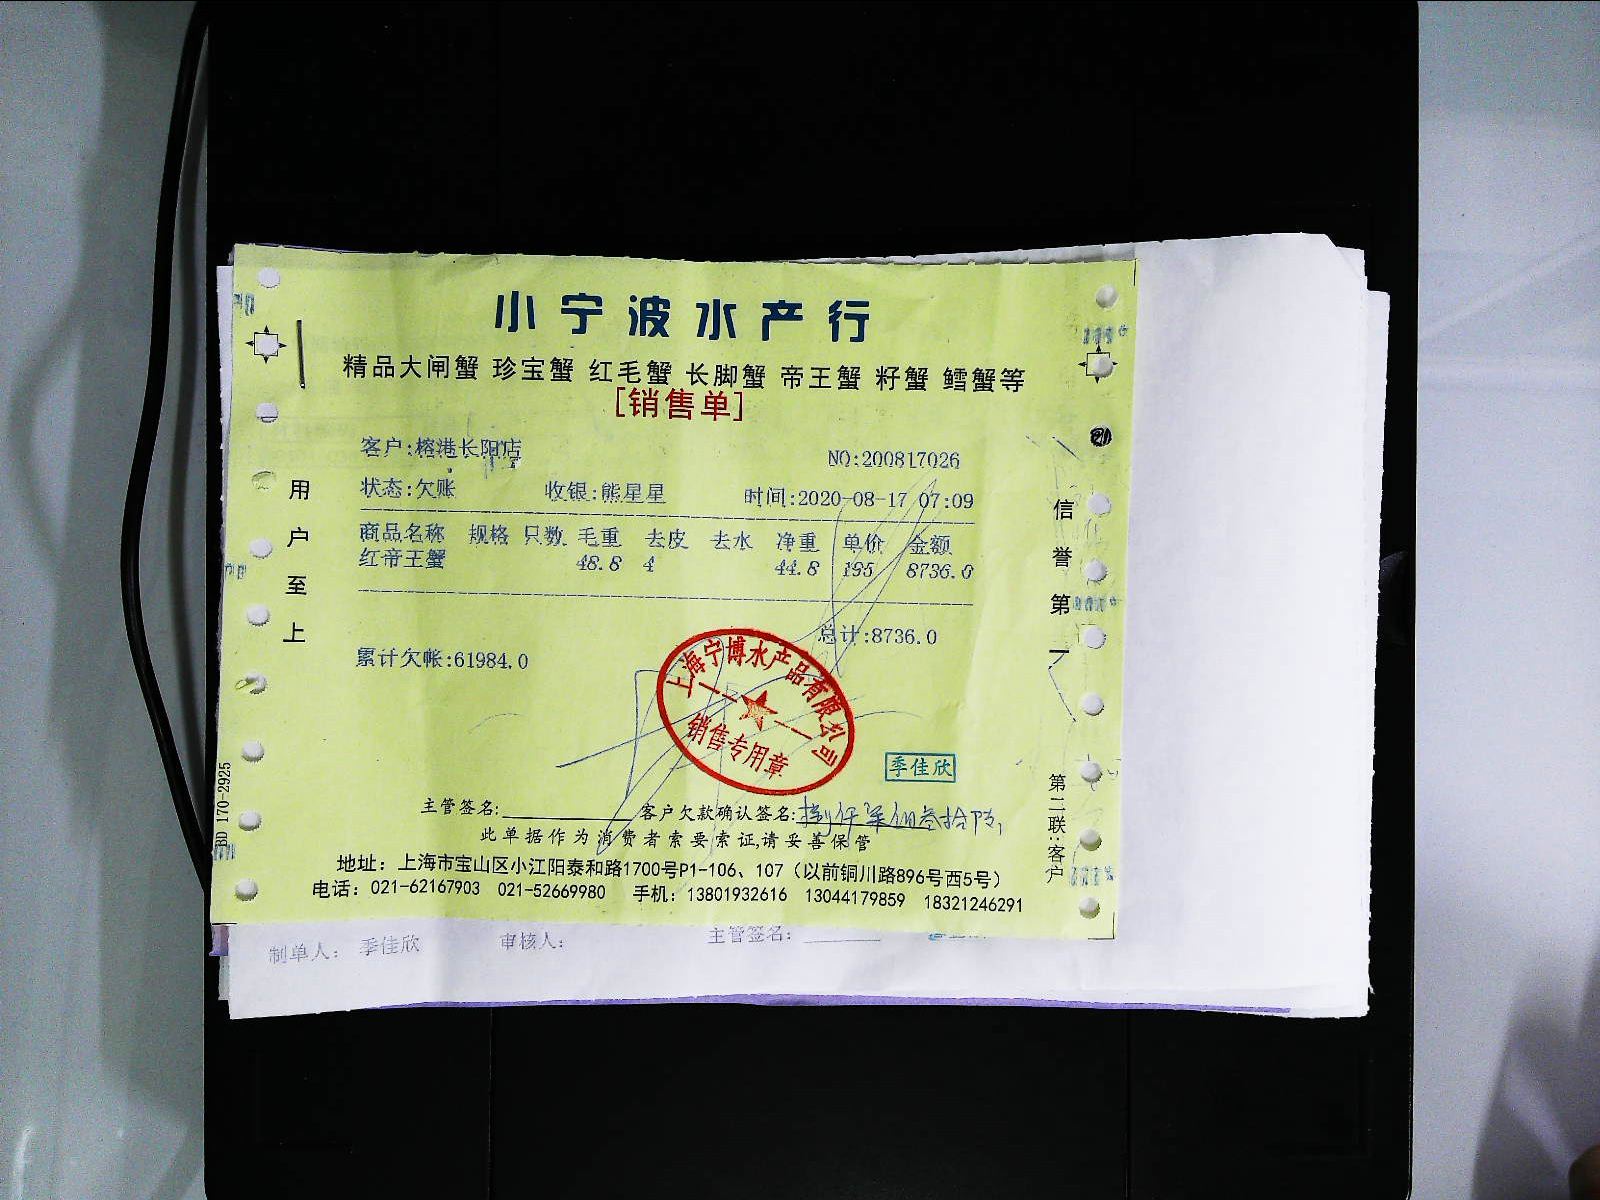 小宁波水产行
精品大闸蟹 珍宝蟹 红毛蟹 长脚蟹 帝王蟹 籽蟹 鳕蟹等
[销售单]
客户:榕港长阳店
NO:200817026
状态:欠账 收银:熊星星 时间:2020-08-17 07:09
商品名称 规格 只数 毛重 去皮 去水 净重 单价 金额
红帝王蟹 48.8 4 44.8 195 8736.0
总计:8736.0
累计欠帐:61984.0
上海宁博水产品有限公司
销售专用章
季佳欣
主管签名: 客户欠款确认签名:捌仟柒佰叁拾陆
此单据作为消费者索要索证,请妥善保管
地址：上海市宝山区小江阳泰和路1700号P1-106、107（以前铜川路896号西5号）
电话：021-62167903 021-52669980 手机：13801932616 13044179859 18321246291
用户至上
信誉第一
第二联:客户
BD 170-2925
制单人： 季佳欣 审核人: 主管签名: